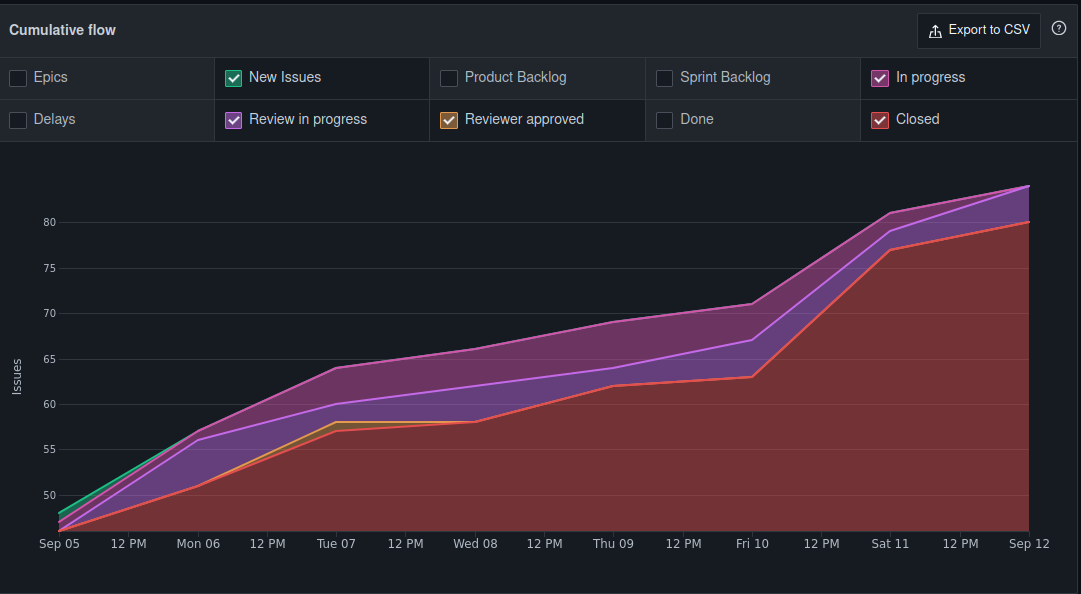 Cumulative flow
Export to CSV
?
Epics
New Issues
Product Backlog
Sprint Backlog
In progress
Delays
Review in progress
Reviewer approved
Done
Closed
80
75
70
65
60
55
50
Issues
Sep 05 12 PM Mon 06 12 PM Tue 07 12 PM Wed 08 12 PM Thu 09 12 PM Fri 10 12 PM Sat 11 12 PM Sep 12